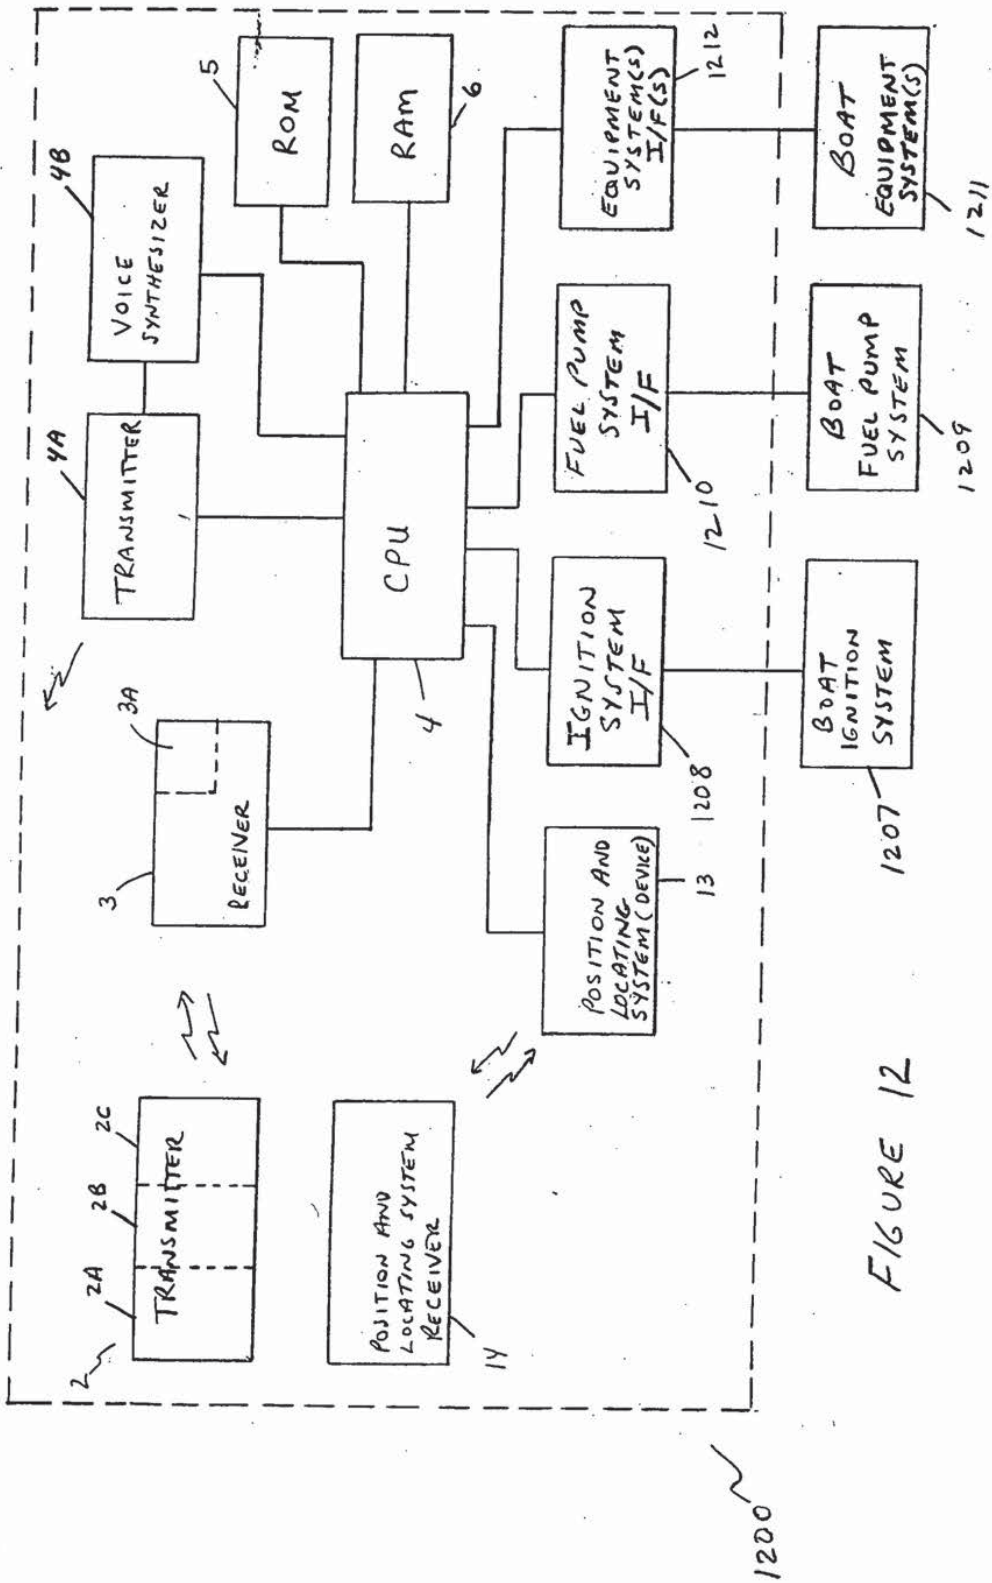 4A
4B
5
TRANSMITTER
VOICE
SYNTHESIZER
ROM
2
2A
2B
2C
TRANSMITTER
3
3A
RECEIVER
RAM
6
POSITION AND
LOCATING SYSTEM
RECEIVER
14
CPU
4
POSITION AND
LOCATING
SYSTEM (DEVICE)
13
IGNITION
SYSTEM
I/F
1208
FUEL PUMP
SYSTEM
I/F
1210
EQUIPMENT
SYSTEM(S)
I/F(S)
1212
1200
BOAT
IGNITION
SYSTEM
1207
BOAT
FUEL PUMP
SYSTEM
1209
BOAT
EQUIPMENT
SYSTEM(S)
1211
FIGURE 12